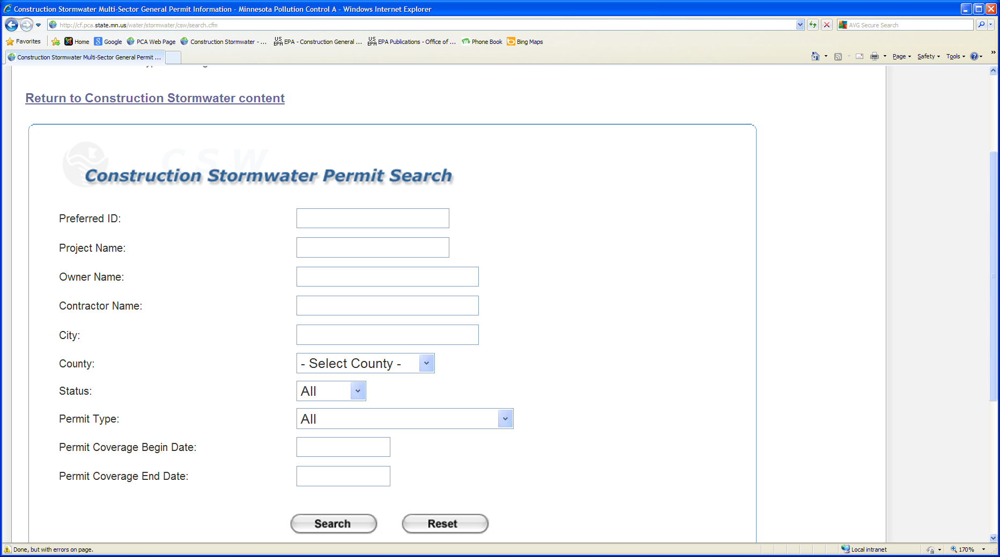 Construction Stormwater Multi-Sector General Permit Information - Minnesota Pollution Control A - Windows Internet Explorer
http://cf.pca.state.mn.us/water/stormwater/csw/search.cfm
AVG Secure Search
Favorites Home Google PCA Web Page Construction Stormwater - ... US EPA EPA - Construction General ... US EPA EPA Publications - Office of ... Phone Book Bing Maps
Construction Stormwater Multi-Sector General Permit ...
Page Safety Tools
Return to Construction Stormwater content
CSW
Construction Stormwater Permit Search
Preferred ID:
Project Name:
Owner Name:
Contractor Name:
City:
County: - Select County -
Status: All
Permit Type: All
Permit Coverage Begin Date:
Permit Coverage End Date:
Search Reset
Done, but with errors on page. Local intranet 170%